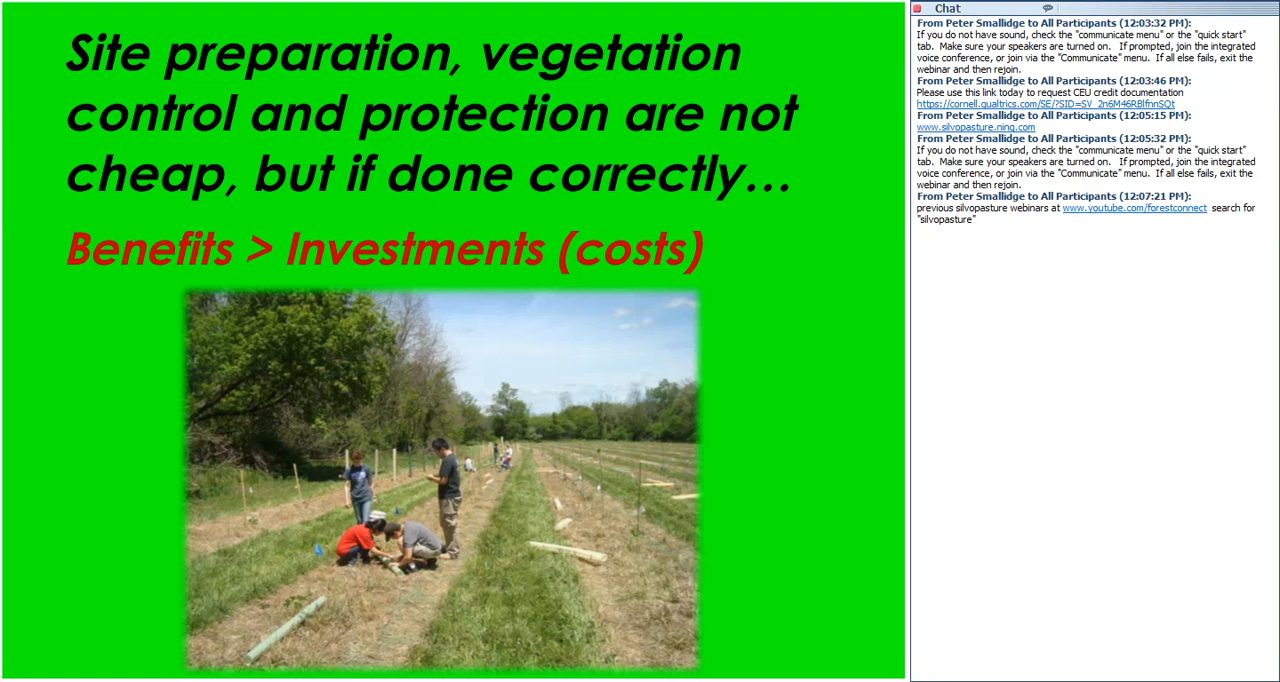 Site preparation, vegetation
control and protection are not
cheap, but if done correctly…
Benefits > Investments (costs)
Chat
From Peter Smallidge to All Participants (12:03:32 PM):
If you do not have sound, check the "communicate menu" or the "quick start"
tab. Make sure your speakers are turned on. If prompted, join the integrated
voice conference, or join via the "Communicate" menu. If all else fails, exit the
webinar and then rejoin.
From Peter Smallidge to All Participants (12:03:46 PM):
Please use this link today to request CEU credit documentation
https://cornell.qualtrics.com/SE/?SID=SV_2n6M46RBlfnnSQt
From Peter Smallidge to All Participants (12:05:15 PM):
www.silvopasture.ning.com
From Peter Smallidge to All Participants (12:05:32 PM):
If you do not have sound, check the "communicate menu" or the "quick start"
tab. Make sure your speakers are turned on. If prompted, join the integrated
voice conference, or join via the "Communicate" menu. If all else fails, exit the
webinar and then rejoin.
From Peter Smallidge to All Participants (12:07:21 PM):
previous silvopasture webinars at www.youtube.com/forestconnect search for
"silvopasture"